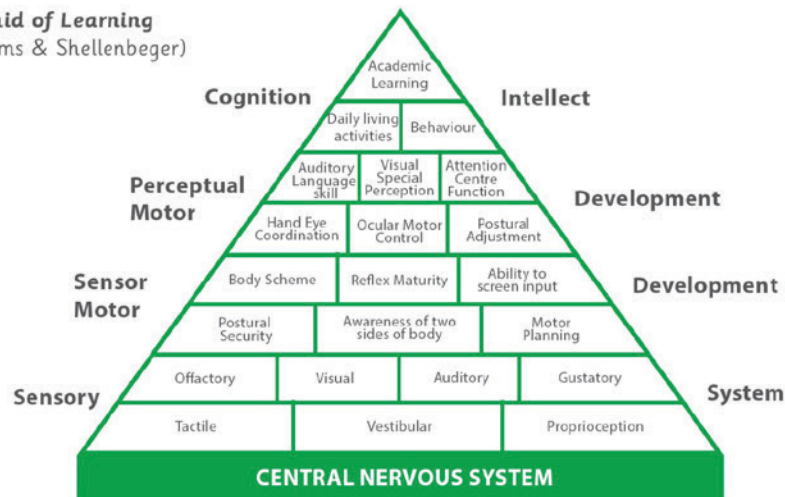 of Learning
& Shellenbeger)
Academic
Learning
Cognition
Intellect
Daily living
activities
Behaviour
Auditory
Language
skill
Visual
Special
Perception
Attention
Centre
Function
Perceptual
Motor
Development
Hand Eye
Coordination
Ocular Motor
Control
Postural
Adjustment
Sensor
Motor
Body Scheme
Reflex Maturity
Ability to
screen input
Development
Postural
Security
Awareness of two
sides of body
Motor
Planning
Sensory
Offactory
Visual
Auditory
Gustatory
System
Tactile
Vestibular
Proprioception
CENTRAL NERVOUS SYSTEM